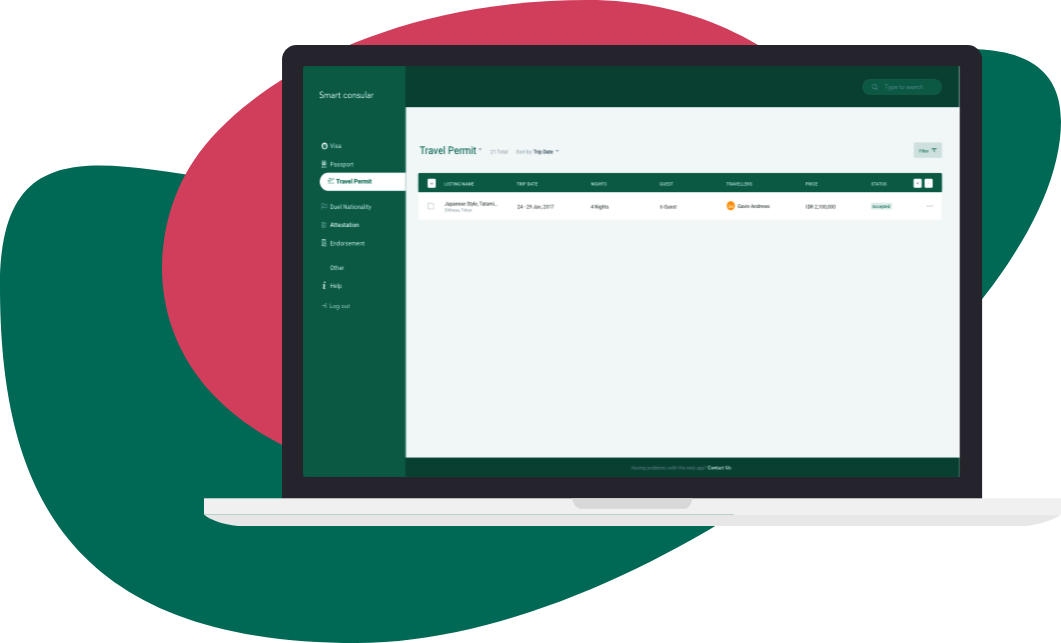 Smart consular
Type to search
Visa
Passport
Travel Permit
Duel Nationality
Attestation
Endorsement
Other
Help
Log out
Travel Permit 21 Total Sort by Trip Date
Filter
LISTING NAME TRIP DATE NIGHTS GUEST TRAVELLERS PRICE STATUS
Japanese Style, Tatami... 24 - 29 Jan, 2017 4 Nights 6 Guest Gavin Andrews IDR 2,100,000 Accepted
Having problems with the web app? Contact Us